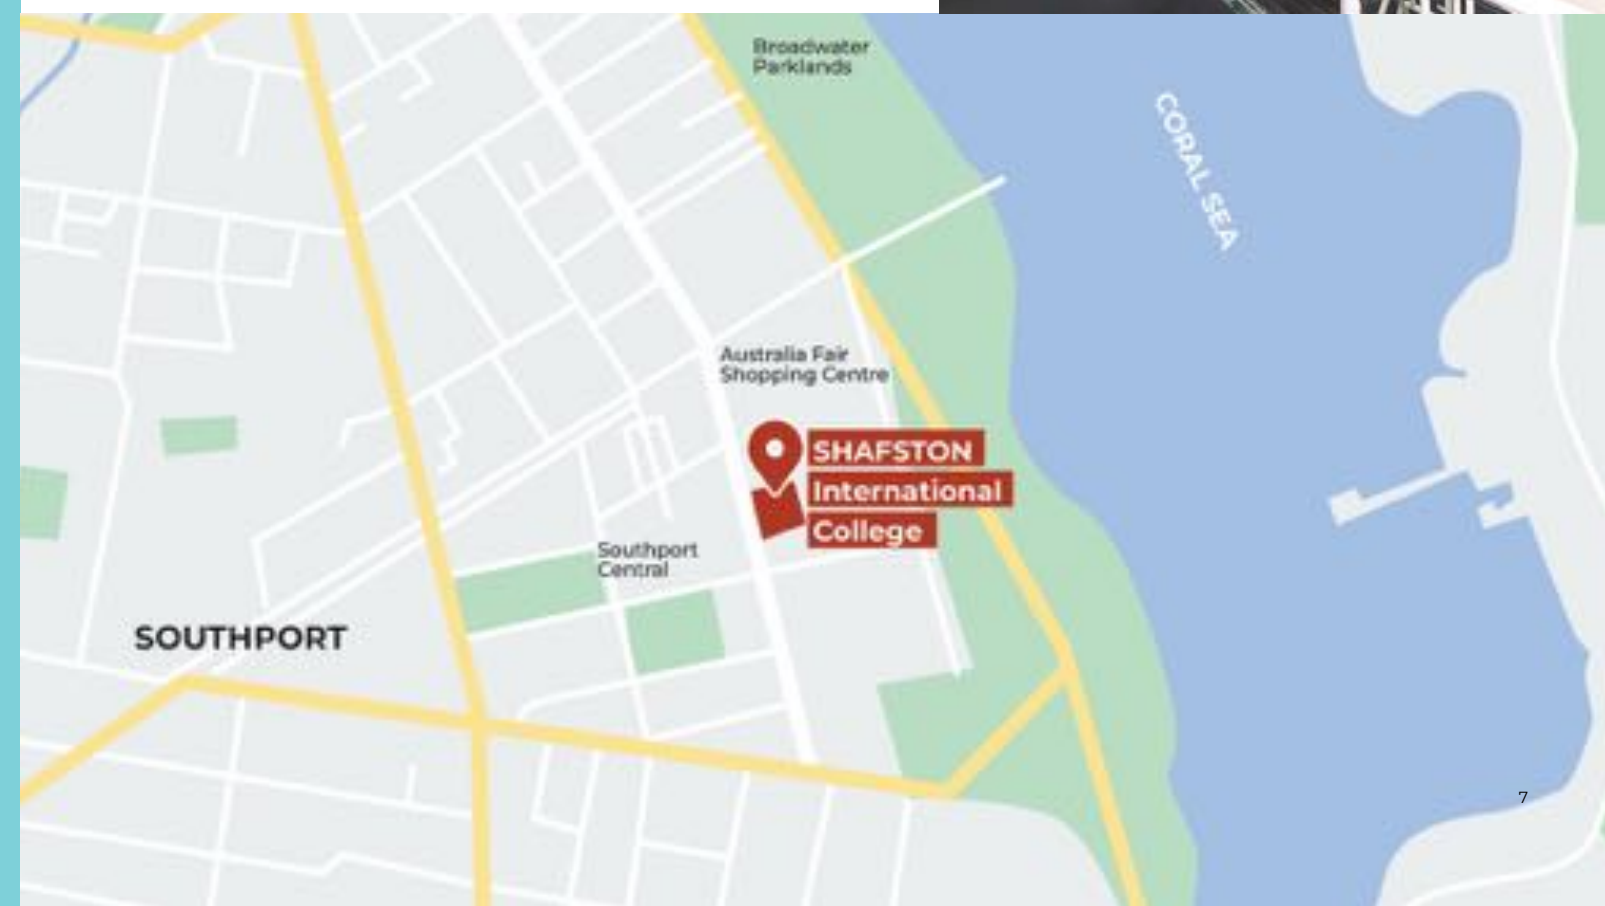 Broadwater
Parklands
CORAL SEA
Australia Fair
Shopping Centre
SHAFSTON
International
College
Southport
Central
SOUTHPORT
7